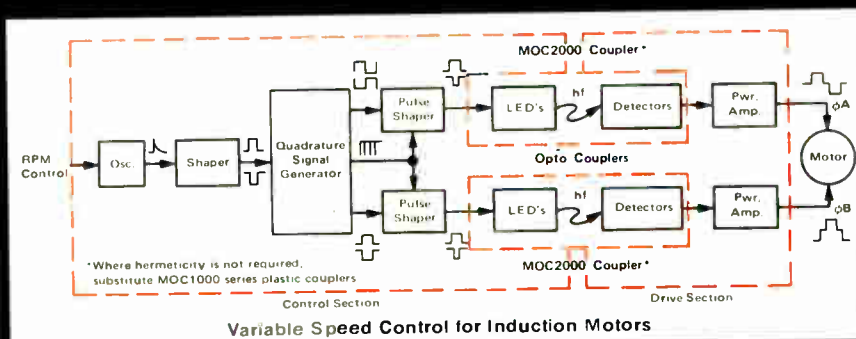 MOC2000 Coupler*
RPM
Control
Osc.
Shaper
Quadrature
Signal
Generator
Pulse
Shaper
LED's
hf
Detectors
Pwr.
Amp.
ϕA
Opto Couplers
Motor
Pulse
Shaper
LED's
hf
Detectors
Pwr.
Amp.
ϕB
MOC2000 Coupler*
*Where hermeticity is not required,
substitute MOC1000 series plastic couplers
Control Section
Drive Section
Variable Speed Control for Induction Motors